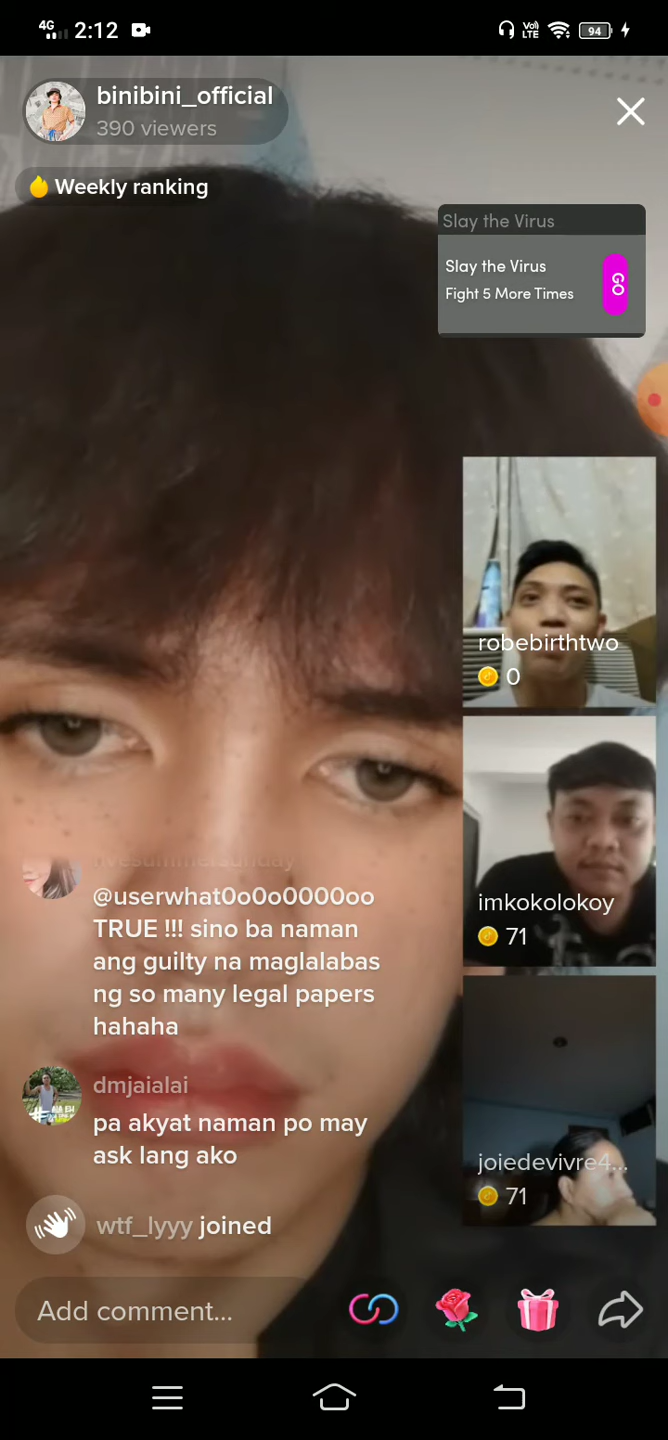 4G 2:12 Vo) LTE 94
binibini_official
390 viewers
Weekly ranking
Slay the Virus
Slay the Virus
Fight 5 More Times
GO
robebirthtwo
0
imkokolokoy
71
joiedevivre4...
71
@userwhat0o0o0000oo
TRUE !!! sino ba naman
ang guilty na maglalabas
ng so many legal papers
hahaha
dmjaialai
pa akyat naman po may
ask lang ako
wtf_lyyy joined
Add comment...